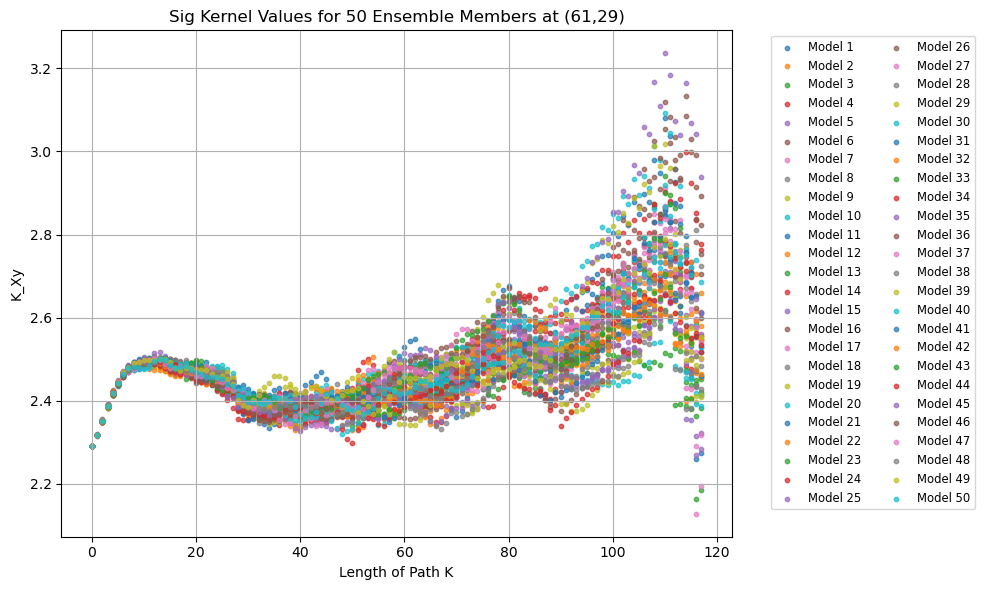 Sig Kernel Values for 50 Ensemble Members at (61,29)
K_Xy
3.2
3.0
2.8
2.6
2.4
2.2
0 20 40 60 80 100 120
Length of Path K
Model 1
Model 2
Model 3
Model 4
Model 5
Model 6
Model 7
Model 8
Model 9
Model 10
Model 11
Model 12
Model 13
Model 14
Model 15
Model 16
Model 17
Model 18
Model 19
Model 20
Model 21
Model 22
Model 23
Model 24
Model 25
Model 26
Model 27
Model 28
Model 29
Model 30
Model 31
Model 32
Model 33
Model 34
Model 35
Model 36
Model 37
Model 38
Model 39
Model 40
Model 41
Model 42
Model 43
Model 44
Model 45
Model 46
Model 47
Model 48
Model 49
Model 50